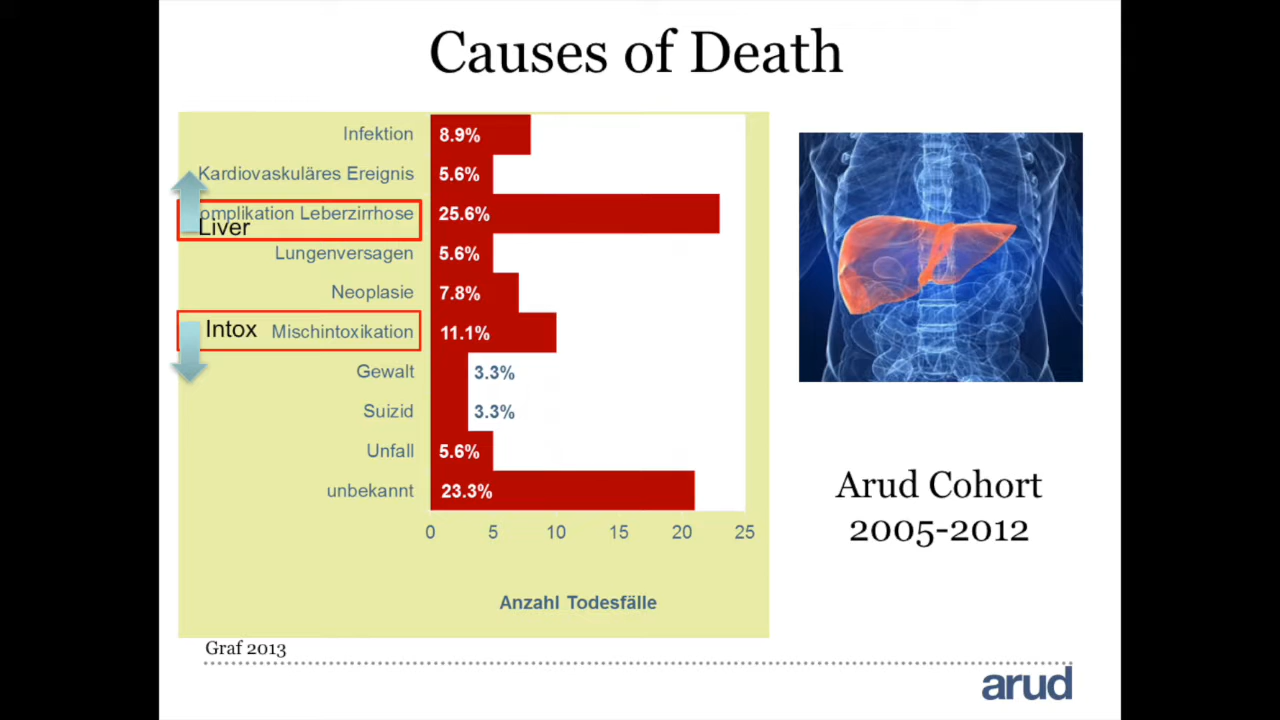 Causes of Death
Infektion 8.9%
Kardiovaskuläres Ereignis 5.6%
omplikation Leberzirrhose 25.6%
Liver
Lungenversagen 5.6%
Neoplasie 7.8%
Intox Mischintoxikation 11.1%
Gewalt 3.3%
Suizid 3.3%
Unfall 5.6%
unbekannt 23.3%
0 5 10 15 20 25
Anzahl Todesfälle
Arud Cohort
2005-2012
Graf 2013
arud